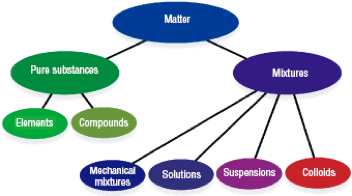 Matter
Pure substances
Mixtures
Elements
Compounds
Mechanical
mixtures
Solutions
Suspensions
Colloids